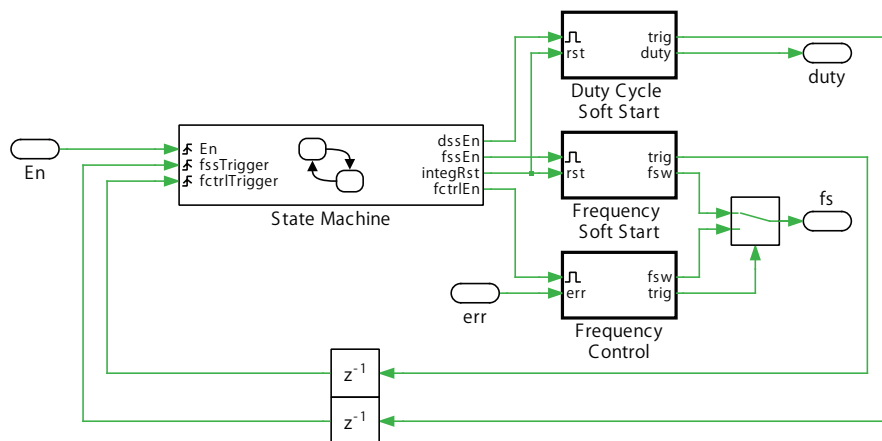 trig
rst
duty
duty
Duty Cycle
Soft Start
En
En
fssTrigger
fctrlTrigger
dssEn
fssEn
integRst
fctrlEn
State Machine
trig
rst
fsw
Frequency
Soft Start
fs
fsw
err
trig
err
Frequency
Control
z-1
z-1